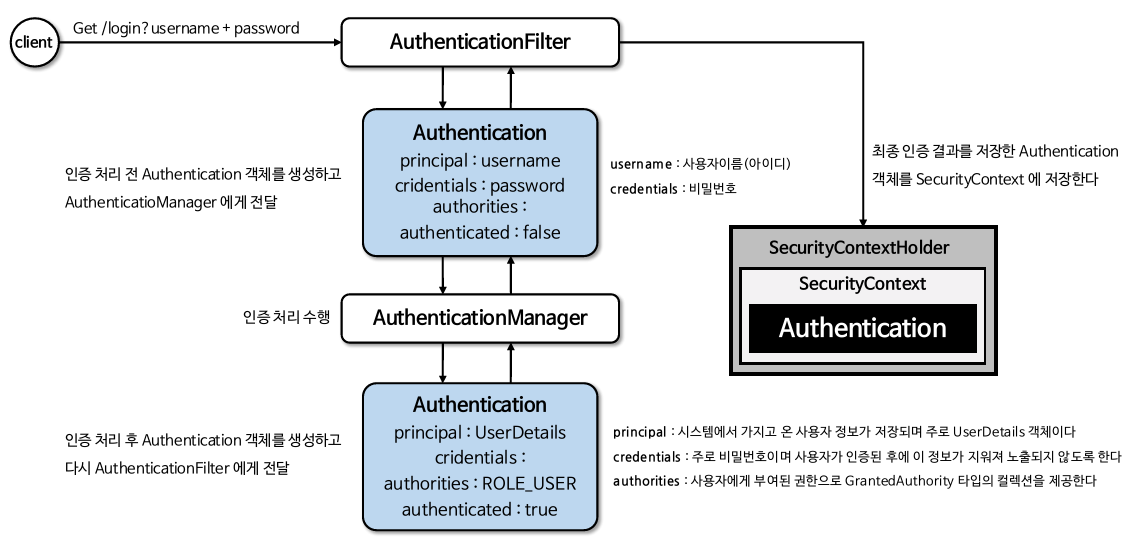 client
Get /login? username + password
AuthenticationFilter
Authentication
principal : username
cridentials : password
authorities :
authenticated : false
인증 처리 전 Authentication 객체를 생성하고
AuthenticatioManager 에게 전달
username : 사용자이름(아이디)
credentials : 비밀번호
최종 인증 결과를 저장한 Authentication
객체를 SecurityContext 에 저장한다
SecurityContextHolder
SecurityContext
Authentication
인증 처리 수행
AuthenticationManager
Authentication
principal : UserDetails
cridentials :
authorities : ROLE_USER
authenticated : true
인증 처리 후 Authentication 객체를 생성하고
다시 AuthenticationFilter 에게 전달
principal : 시스템에서 가지고 온 사용자 정보가 저장되며 주로 UserDetails 객체이다
credentials : 주로 비밀번호이며 사용자가 인증된 후에 이 정보가 지워져 노출되지 않도록 한다
authorities : 사용자에게 부여된 권한으로 GrantedAuthority 타입의 컬렉션을 제공한다